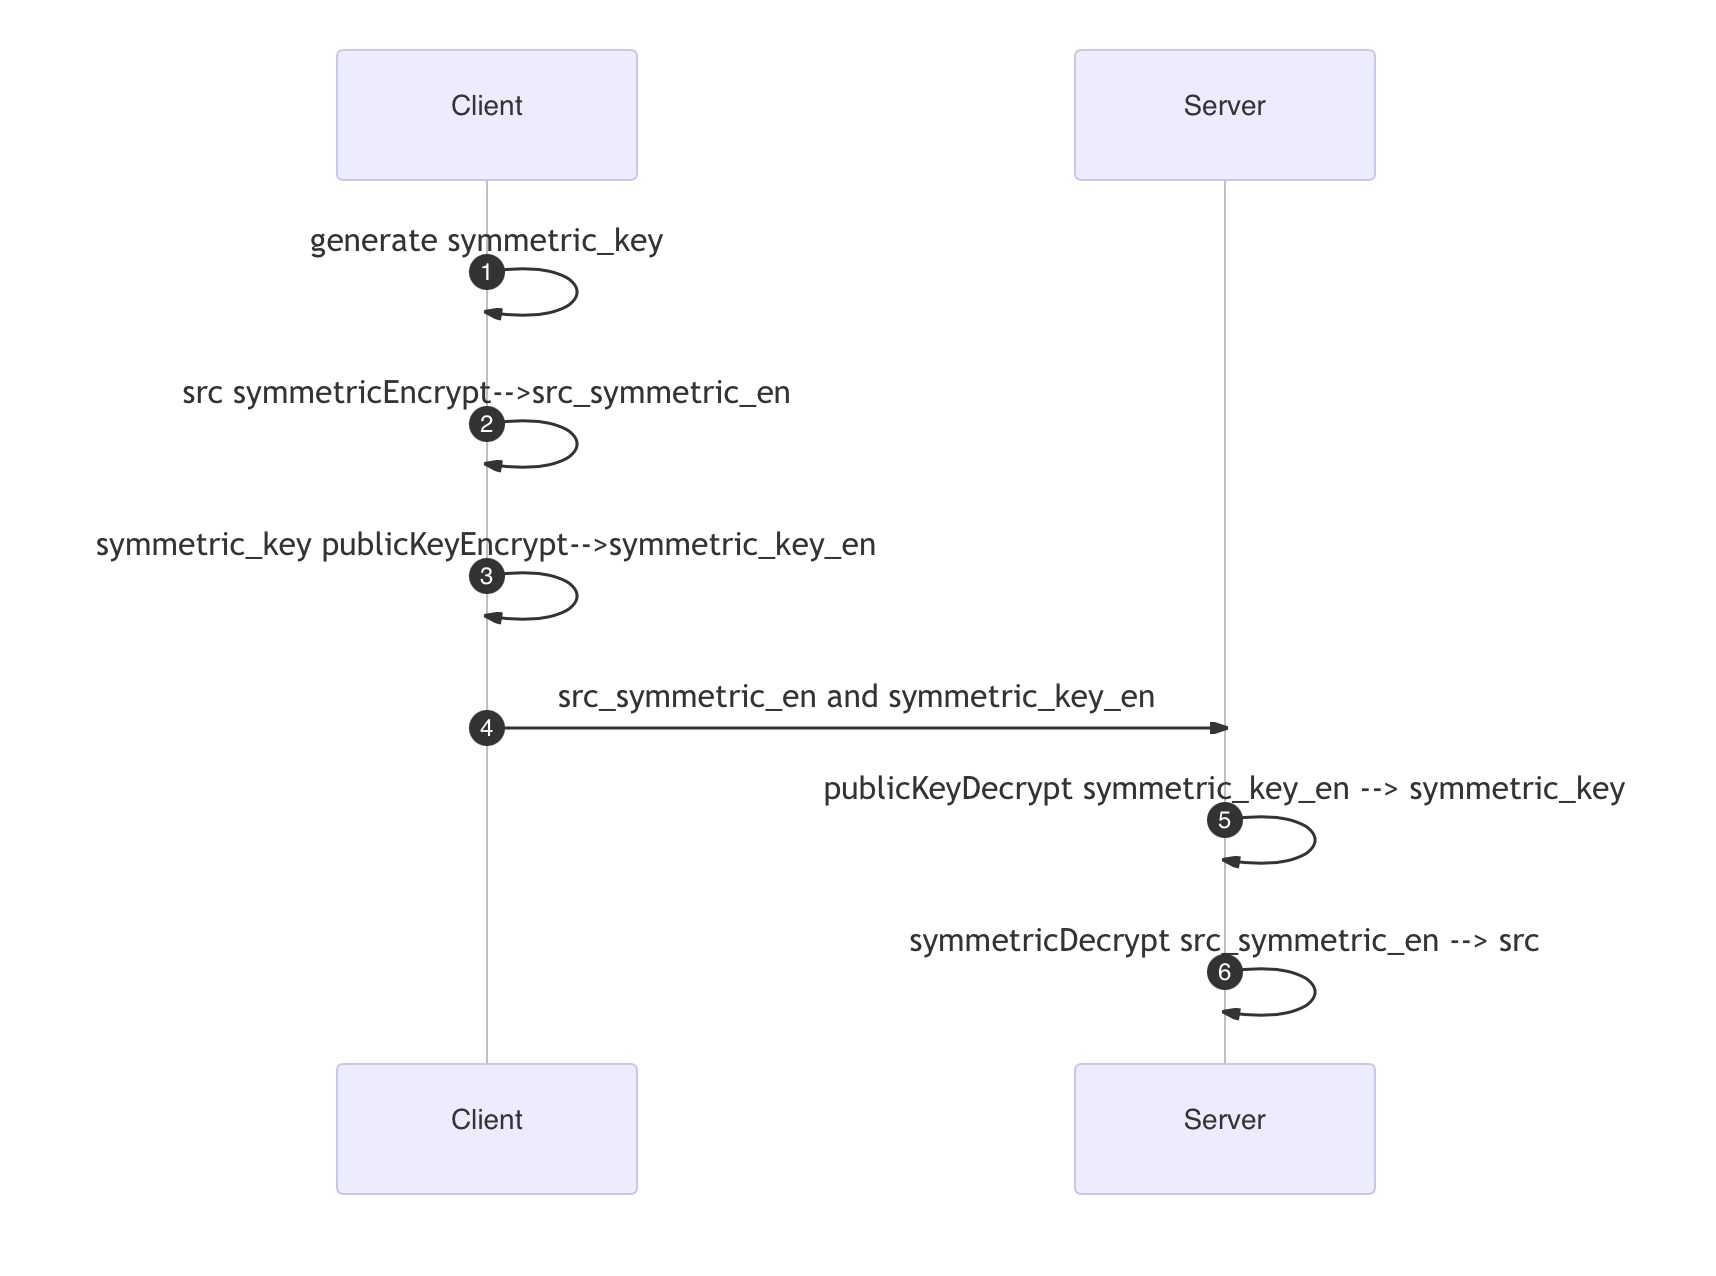 Client
Server
generate symmetric_key
1
src symmetricEncrypt-->src_symmetric_en
2
symmetric_key publicKeyEncrypt-->symmetric_key_en
3
src_symmetric_en and symmetric_key_en
4
publicKeyDecrypt symmetric_key_en --> symmetric_key
5
symmetricDecrypt src_symmetric_en --> src
6
Client
Server